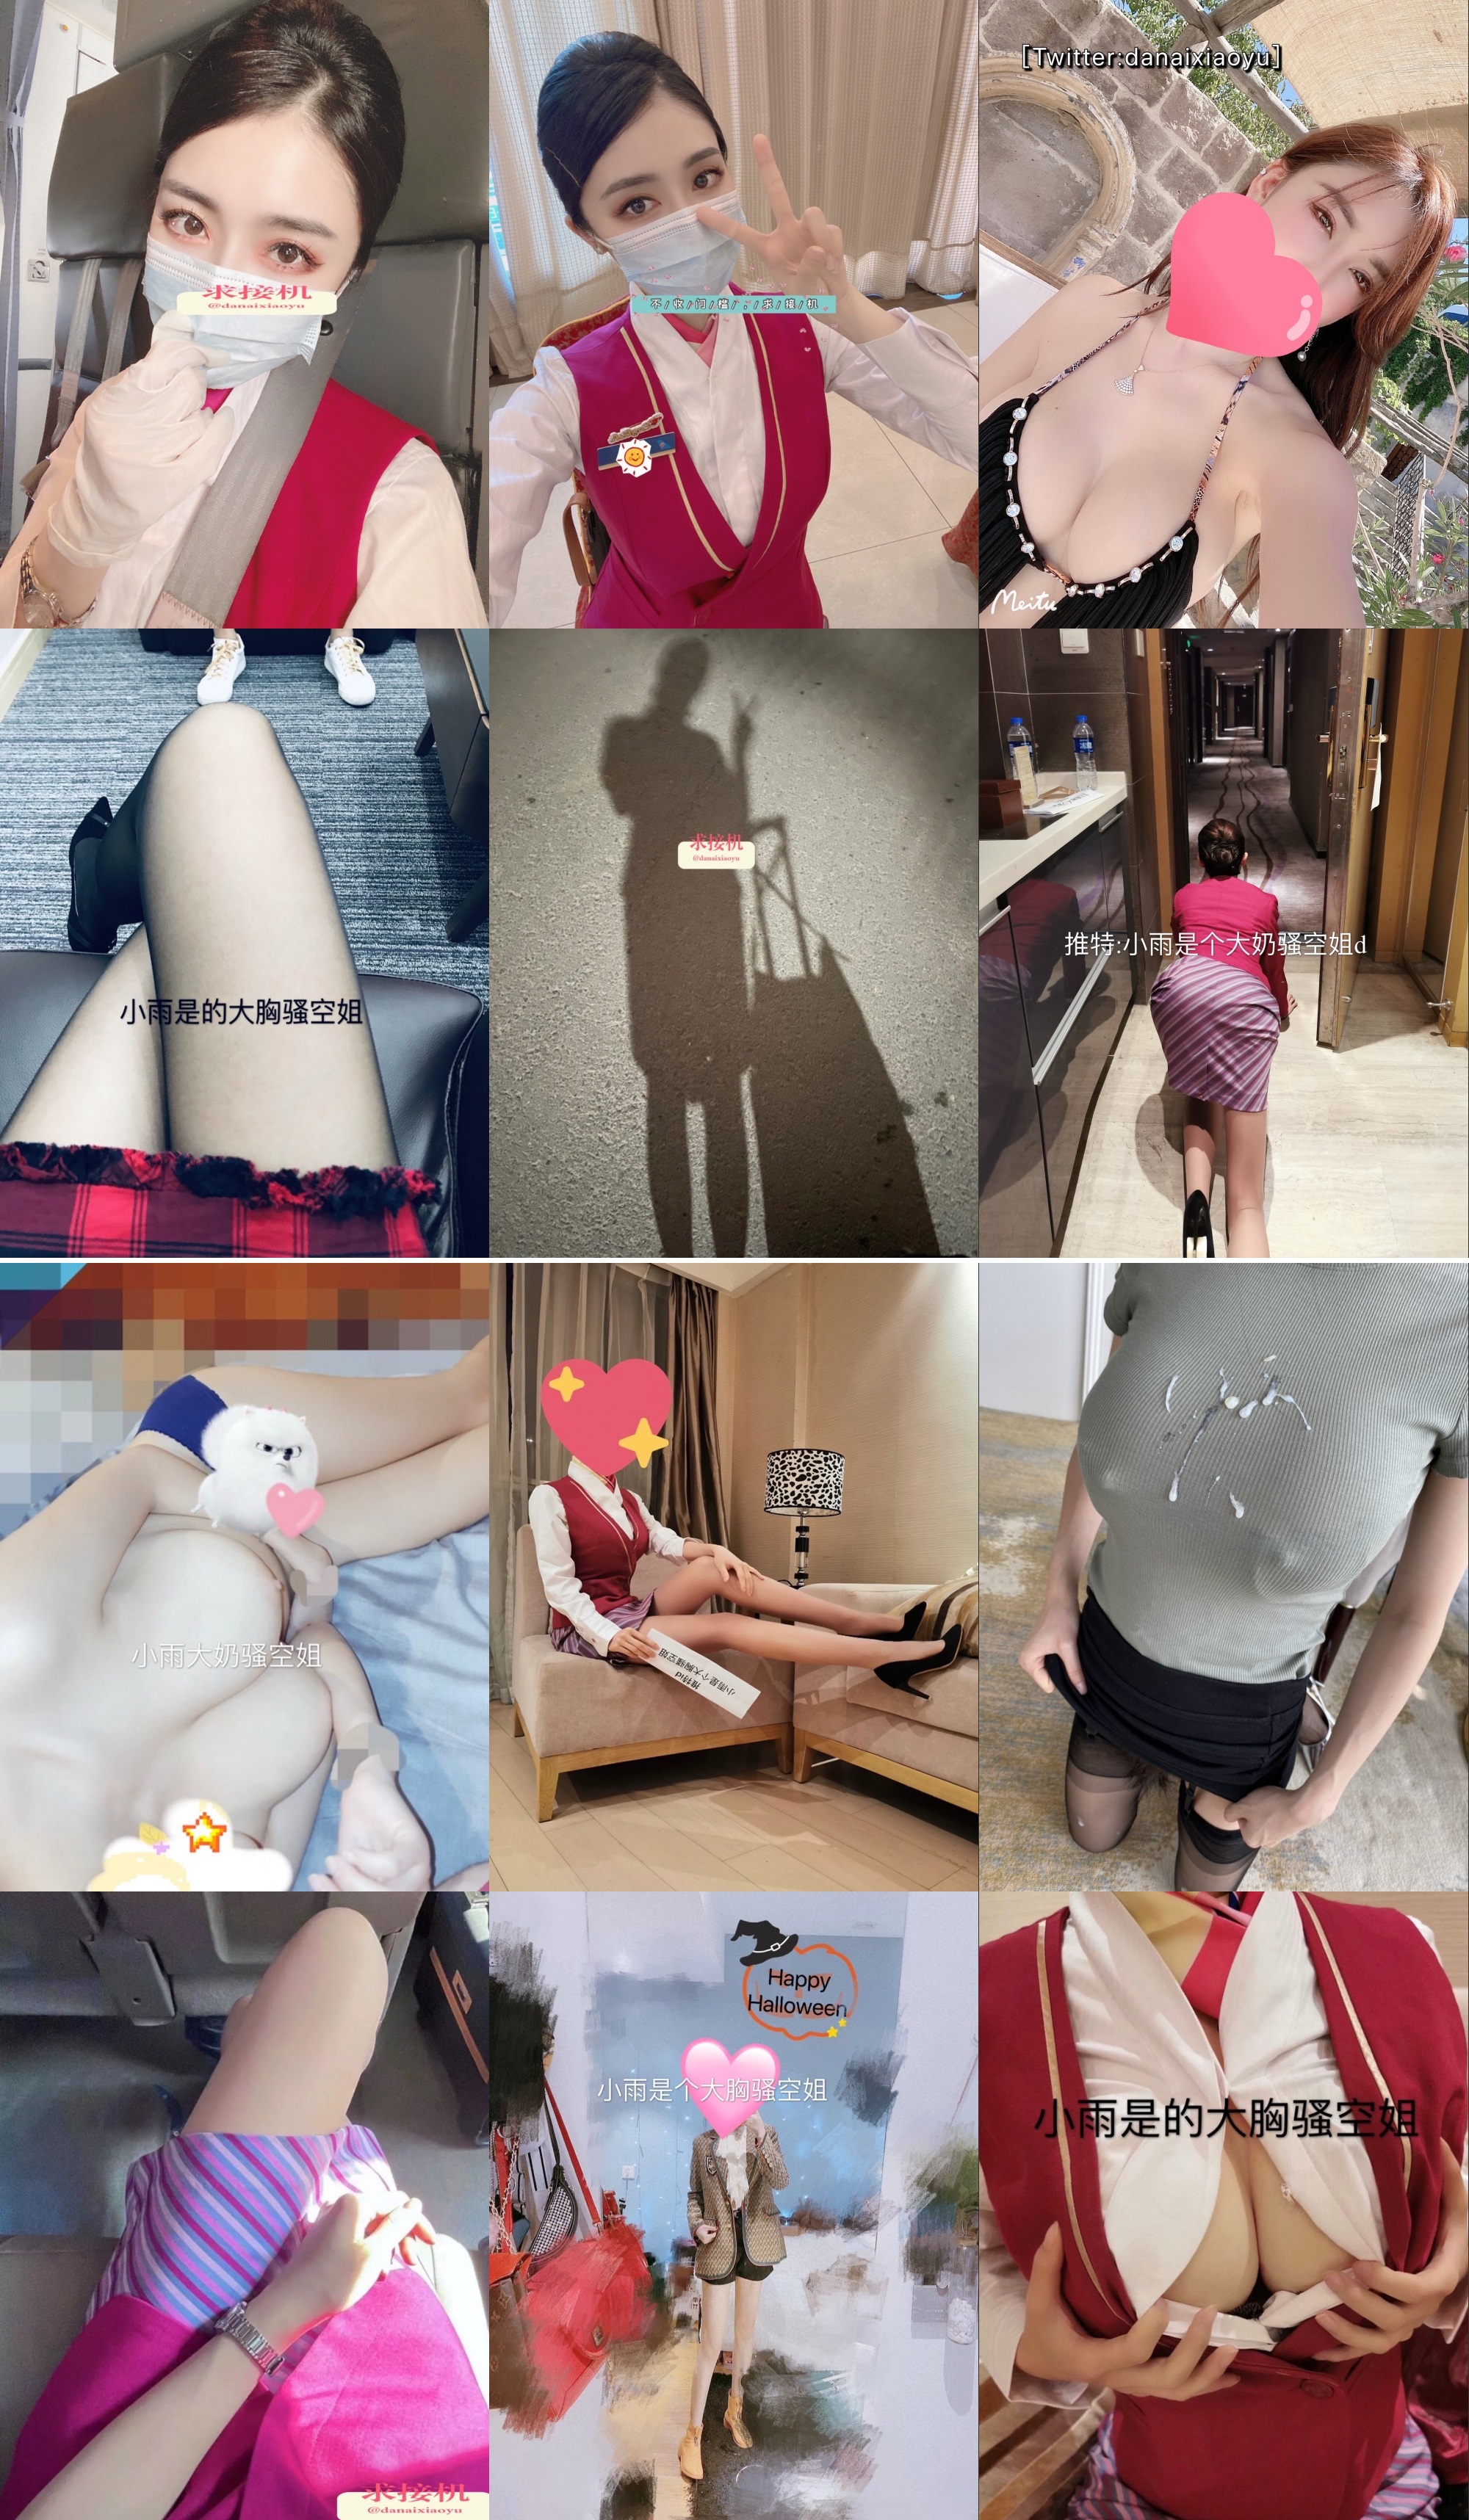 求接机
@danaixiaoyu
不/收/门/槛/,/求/接/机
[Twitter:danaixiaoyu]
Meitu
小雨是的大胸骚空姐
求接机
@danaixiaoyu
推特:小雨是个大奶骚空姐d
小雨大奶骚空姐
推特id
小雨是个大胸骚空姐
求接机
@danaixiaoyu
Happy
Halloween
小雨是个大胸骚空姐
小雨是的大胸骚空姐